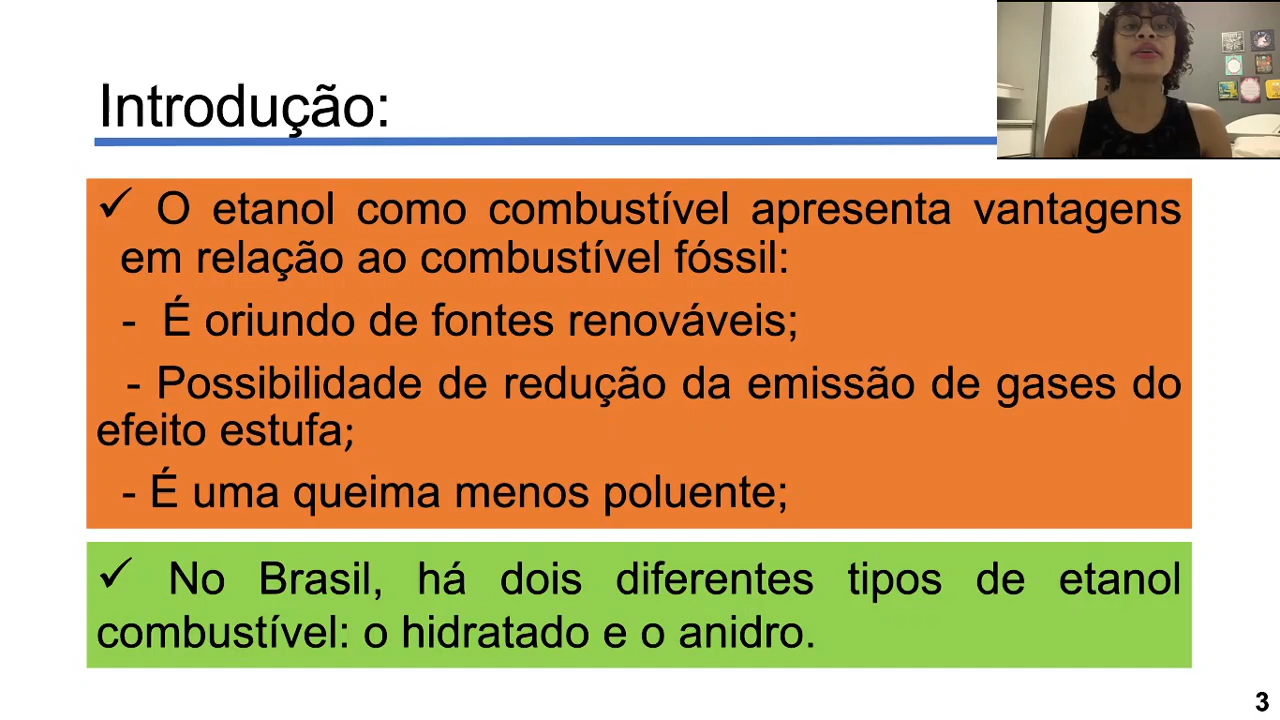 Introdução:
✓ O etanol como combustível apresenta vantagens
em relação ao combustível fóssil:
- É oriundo de fontes renováveis;
- Possibilidade de redução da emissão de gases do
efeito estufa;
- É uma queima menos poluente;
✓ No Brasil, há dois diferentes tipos de etanol
combustível: o hidratado e o anidro.
3